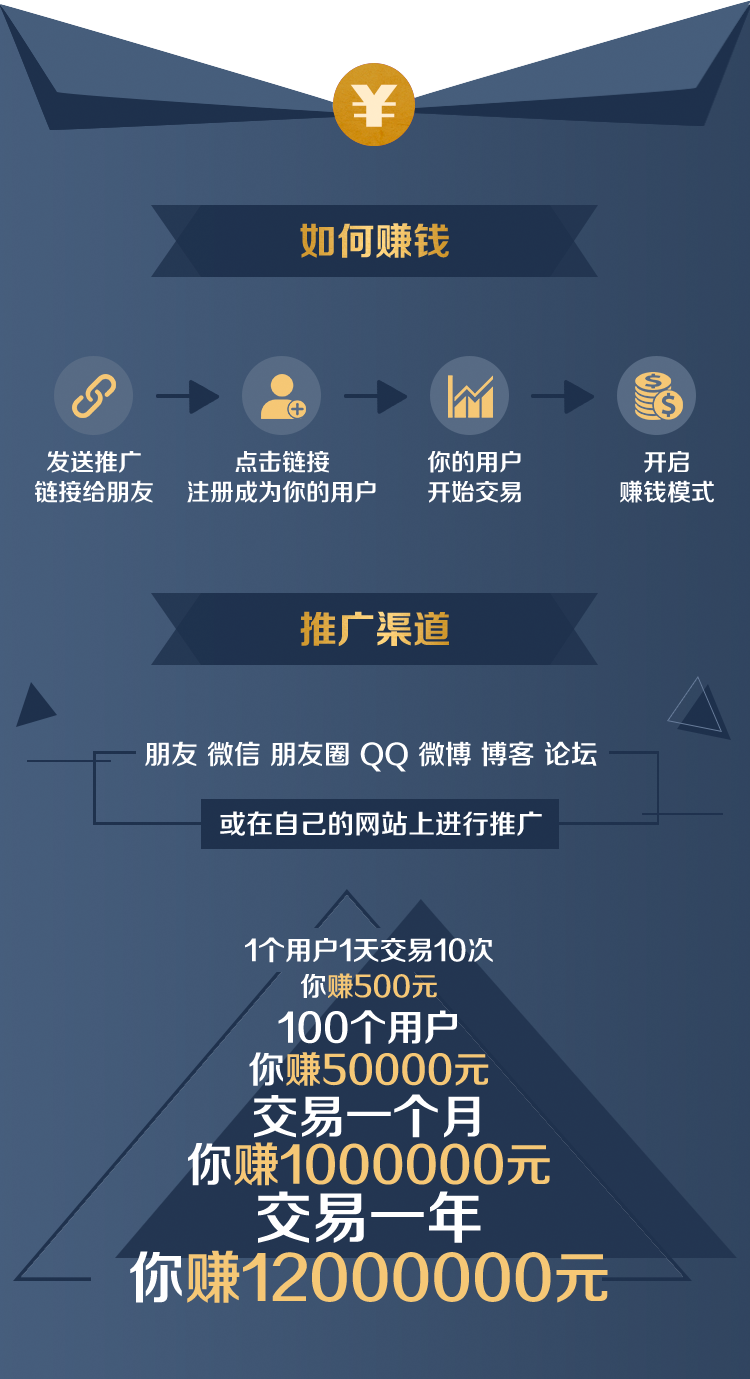 ¥
如何赚钱
发送推广
链接给朋友
点击链接
注册成为你的用户
你的用户
开始交易
开启
赚钱模式
推广渠道
朋友 微信 朋友圈 QQ 微博 博客 论坛
或在自己的网站上进行推广
1个用户1天交易10次
你赚500元
100个用户
你赚50000元
交易一个月
你赚1000000元
交易一年
你赚12000000元